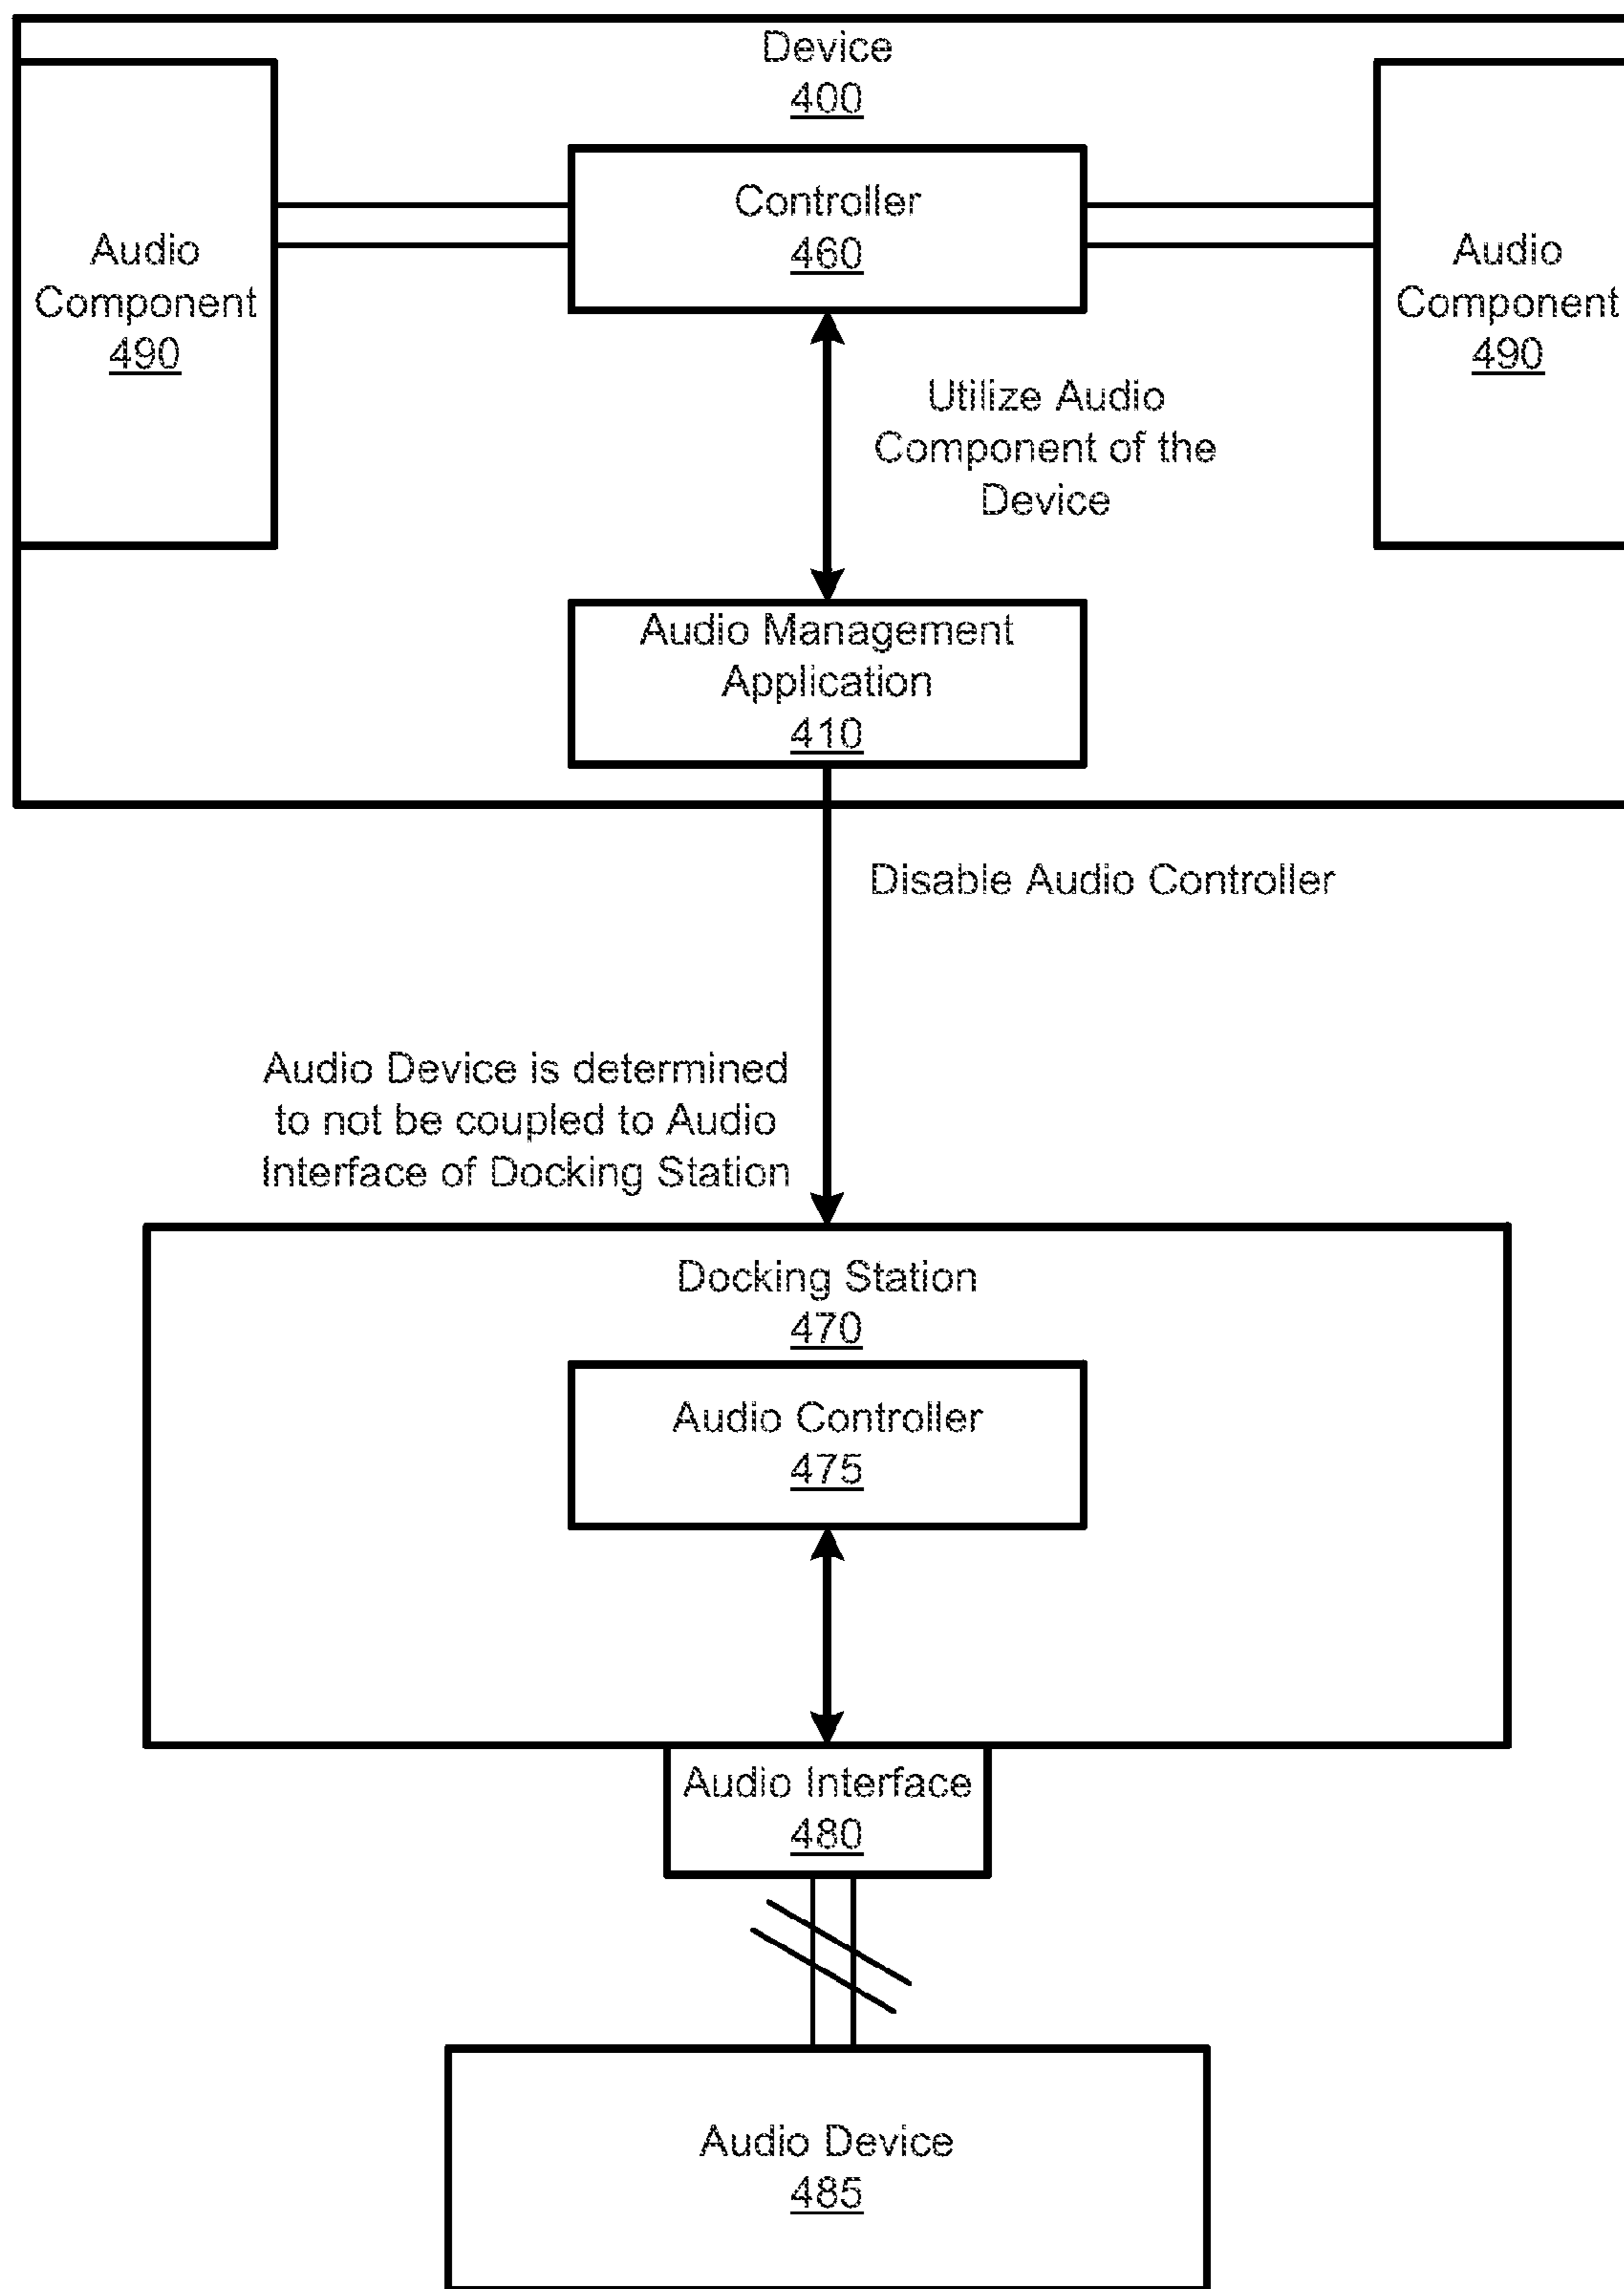 Device
400
Controller
460
Audio
Component
490
Audio
Component
490
Utilize Audio
Component of the
Device
Audio Management
Application
410
Disable Audio Controller
Audio Device is determined
to not be coupled to Audio
Interface of Docking Station
Docking Station
470
Audio Controller
475
Audio Interface
480
Audio Device
485